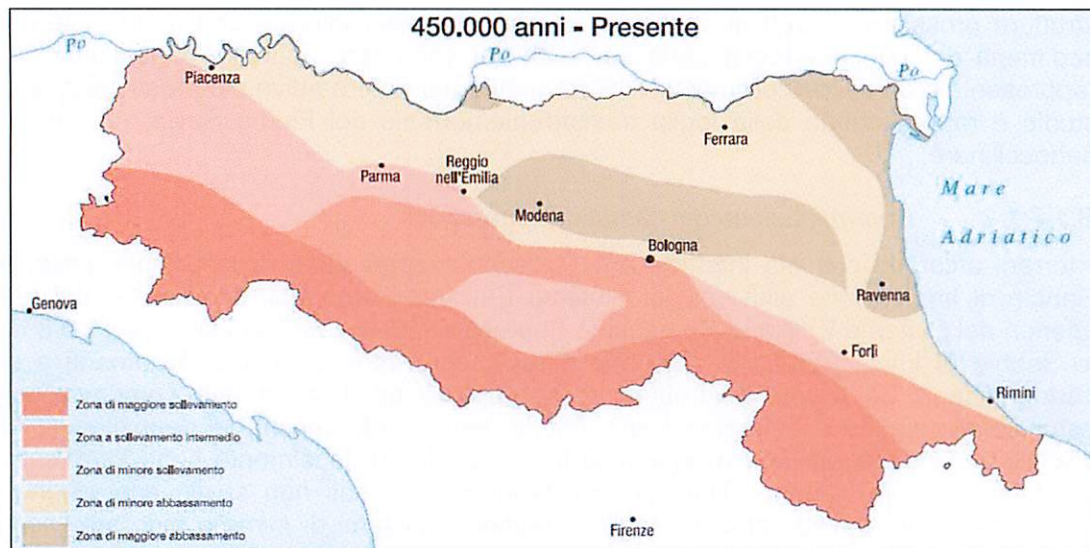 450.000 anni - Presente
Po
Po
Po
Piacenza
Ferrara
Parma
Reggio
nell'Emilia
Modena
Mare
Adriatico
Bologna
Ravenna
Genova
Forlì
Rimini
Firenze
Zona di maggiore sollevamento
Zona a sollevamento intermedio
Zona di minore sollevamento
Zona di minore abbassamento
Zona di maggiore abbassamento